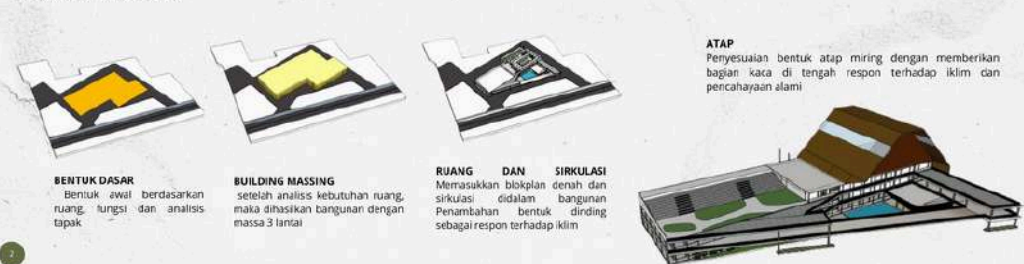 BENTUK DASAR
Bentuk awal berdasarkan
ruang, fungsi dan analisis
tapak
BUILDING MASSING
setelah analisis kebutuhan ruang,
maka dihasilkan bangunan dengan
massa 3 lantai
RUANG DAN SIRKULASI
Memasukkan blokplan denah dan
sirkulasi didalam bangunan
Penambahan bentuk dinding
sebagai respon terhadap iklim
ATAP
Penyesuaian bentuk atap miring dengan memberikan
bagian kaca di tengah respon terhadap iklim dan
pencahayaan alami
2